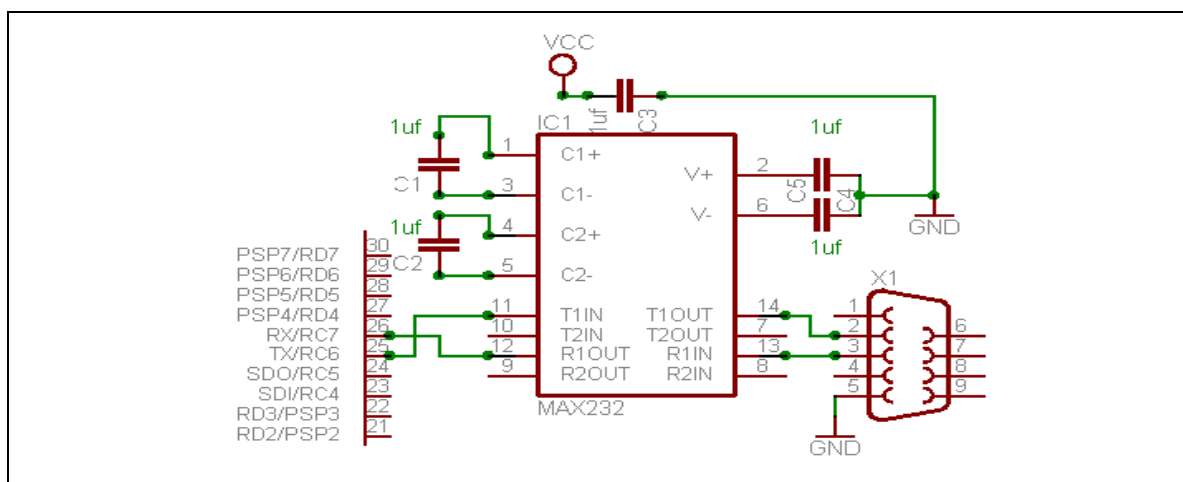 VCC
1uf
C3
IC1
1uf
C1
1uf
C2
1
C1+
3
C1-
4
C2+
5
C2-
11
T1IN
10
T2IN
12
R1OUT
9
R2OUT
V+
2
V-
6
T1OUT
14
T2OUT
7
R1IN
13
R2IN
8
MAX232
1uf
C5
C4
1uf
GND
PSP7/RD7 30
PSP6/RD6 29
PSP5/RD5 28
PSP4/RD4 27
RX/RC7 26
TX/RC6 25
SDO/RC5 24
SDI/RC4 23
RD3/PSP3 22
RD2/PSP2 21
X1
1
2
3
4
5
6
7
8
9
GND